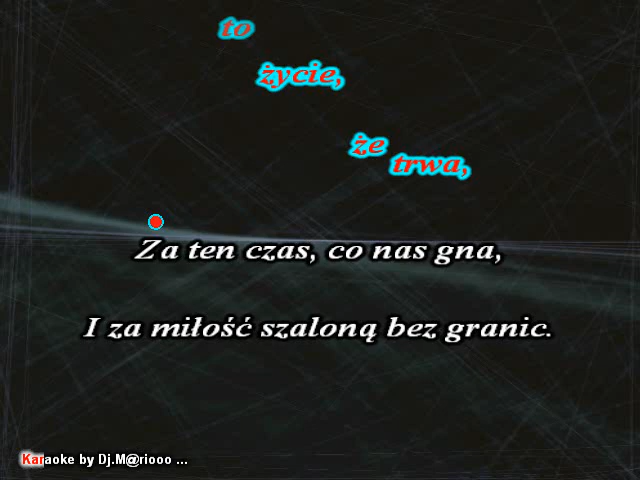 to
życie,
że
trwa,
Za ten czas, co nas gna,
I za miłość szaloną bez granic.
Karaoke by Dj.M@riooo ...